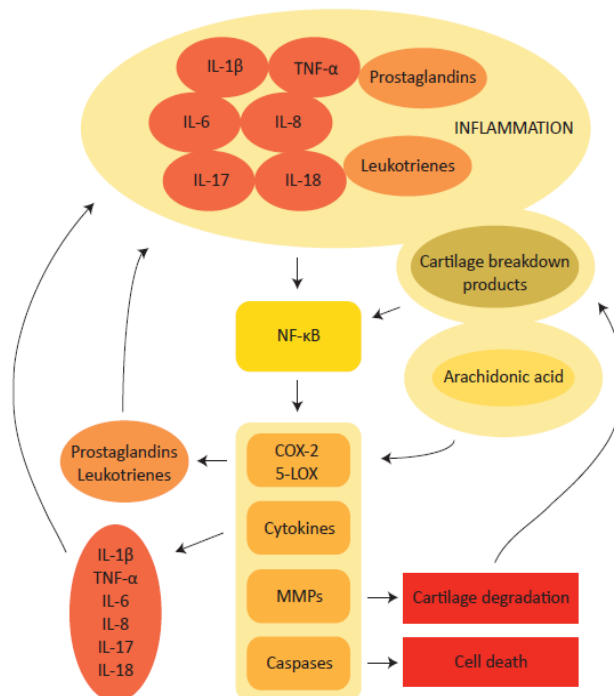 IL-1β
TNF-α
Prostaglandins
IL-6
IL-8
INFLAMMATION
IL-17
IL-18
Leukotrienes
Cartilage breakdown
products
NF-κB
Arachidonic acid
Prostaglandins
Leukotrienes
COX-2
5-LOX
Cytokines
IL-1β
TNF-α
IL-6
IL-8
IL-17
IL-18
MMPs
Cartilage degradation
Caspases
Cell death